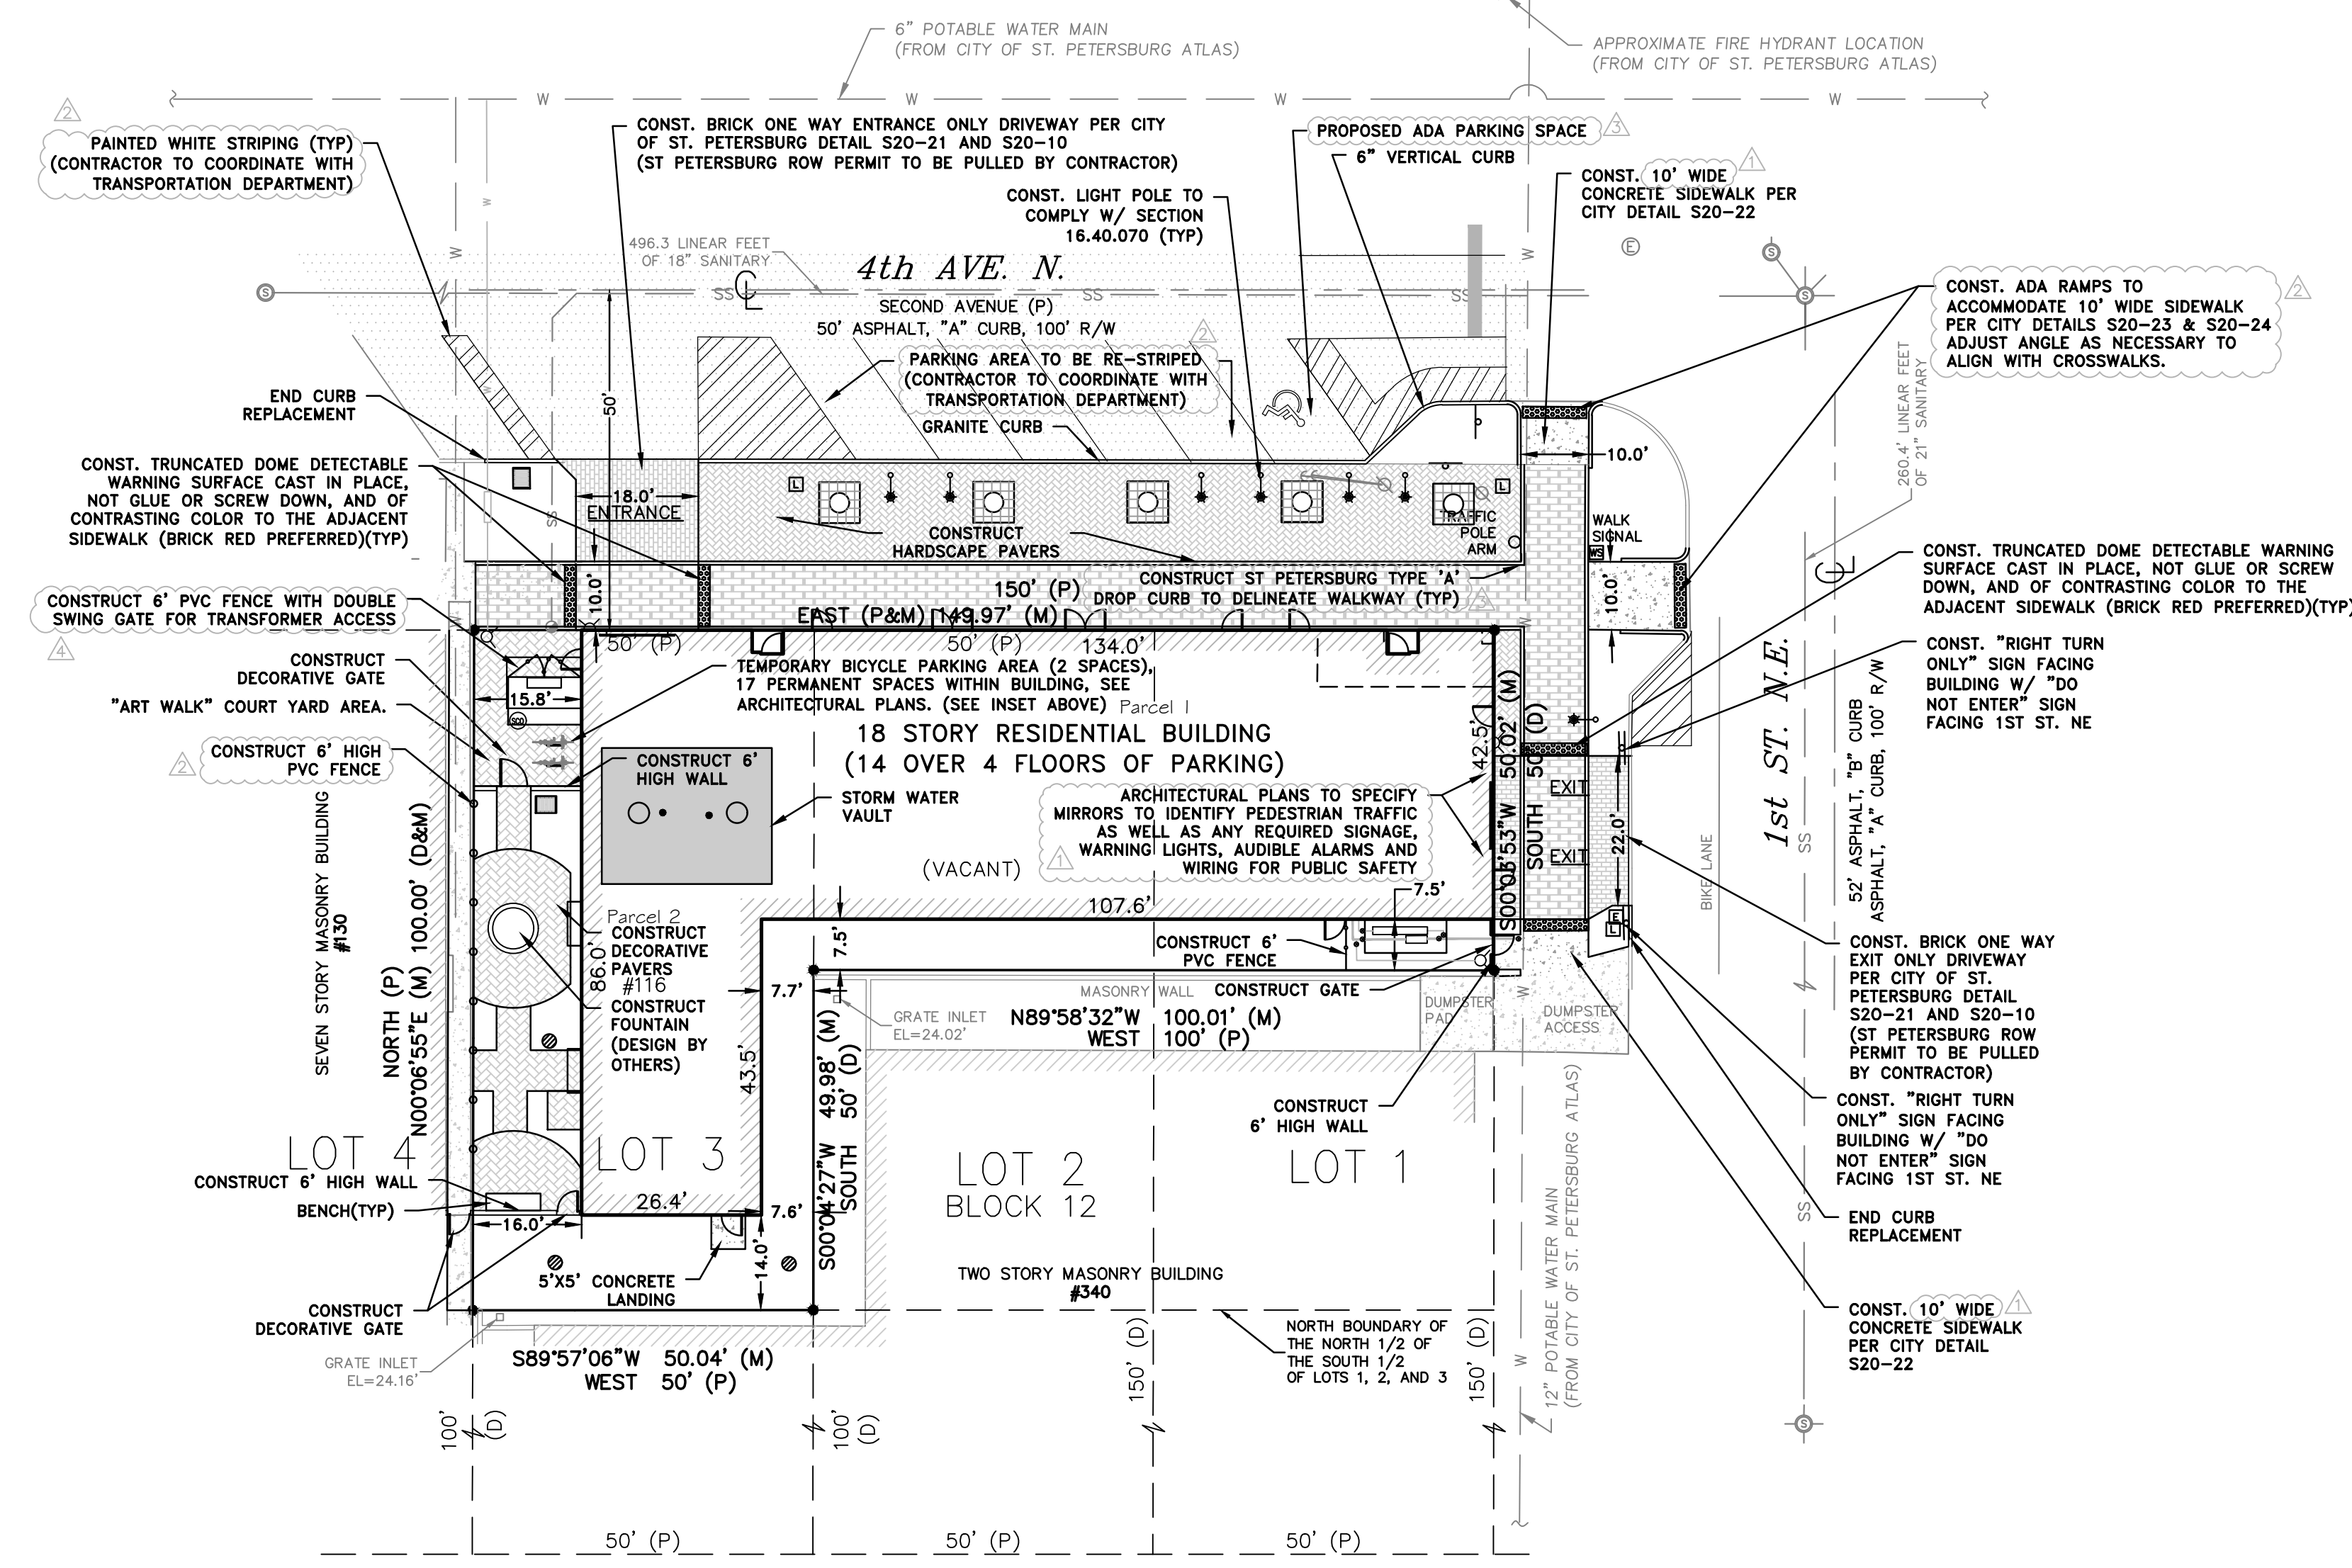 6" POTABLE WATER MAIN
(FROM CITY OF ST. PETERSBURG ATLAS)
APPROXIMATE FIRE HYDRANT LOCATION
(FROM CITY OF ST. PETERSBURG ATLAS)
W
W
W
W
2
PAINTED WHITE STRIPING (TYP)
(CONTRACTOR TO COORDINATE WITH
TRANSPORTATION DEPARTMENT)
CONST. BRICK ONE WAY ENTRANCE ONLY DRIVEWAY PER CITY
OF ST. PETERSBURG DETAIL S20-21 AND S20-10
(ST PETERSBURG ROW PERMIT TO BE PULLED BY CONTRACTOR)
PROPOSED ADA PARKING SPACE
3
6" VERTICAL CURB
CONST. LIGHT POLE TO
COMPLY W/ SECTION
16.40.070 (TYP)
1
CONST. 10' WIDE
CONCRETE SIDEWALK PER
CITY DETAIL S20-22
W
W
W
W
E
S
S
S
496.3 LINEAR FEET
OF 18" SANITARY
4th AVE. N.
SS
CL
SS
SS
SECOND AVENUE (P)
50' ASPHALT, "A" CURB, 100' R/W
2
CONST. ADA RAMPS TO
ACCOMMODATE 10' WIDE SIDEWALK
PER CITY DETAILS S20-23 & S20-24
ADJUST ANGLE AS NECESSARY TO
ALIGN WITH CROSSWALKS.
2
PARKING AREA TO BE RE-STRIPED
(CONTRACTOR TO COORDINATE WITH
TRANSPORTATION DEPARTMENT)
GRANITE CURB
50'
END CURB
REPLACEMENT
260.4' LINEAR FEET
OF 21" SANITARY
CONST. TRUNCATED DOME DETECTABLE
WARNING SURFACE CAST IN PLACE,
NOT GLUE OR SCREW DOWN, AND OF
CONTRASTING COLOR TO THE ADJACENT
SIDEWALK (BRICK RED PREFERRED)(TYP)
18.0'
ENTRANCE
SS
L
L
CONSTRUCT
HARDSCAPE PAVERS
TRAFFIC
POLE
ARM
10.0'
WALK
SIGNAL
WS
10.0'
10.0'
CL
CONST. TRUNCATED DOME DETECTABLE WARNING
SURFACE CAST IN PLACE, NOT GLUE OR SCREW
DOWN, AND OF CONTRASTING COLOR TO THE
ADJACENT SIDEWALK (BRICK RED PREFERRED)(TYP)
CONSTRUCT 6' PVC FENCE WITH DOUBLE
SWING GATE FOR TRANSFORMER ACCESS
4
150' (P)
EAST (P&M) 149.97' (M)
CONSTRUCT ST PETERSBURG TYPE 'A'
DROP CURB TO DELINEATE WALKWAY (TYP)
3
50' (P)
50' (P)
134.0'
CONSTRUCT
DECORATIVE GATE
"ART WALK" COURT YARD AREA.
15.8'
SCO
TEMPORARY BICYCLE PARKING AREA (2 SPACES),
17 PERMANENT SPACES WITHIN BUILDING, SEE
ARCHITECTURAL PLANS. (SEE INSET ABOVE)
Parcel 1
18 STORY RESIDENTIAL BUILDING
(14 OVER 4 FLOORS OF PARKING)
42.5'
S00°03'53"W 50.02' (M)
SOUTH 50' (D)
CONST. "RIGHT TURN
ONLY" SIGN FACING
BUILDING W/ "DO
NOT ENTER" SIGN
FACING 1ST ST. NE
1st ST. N.E.
52' ASPHALT, "B" CURB
ASPHALT, "A" CURB, 100' R/W
BIKE LANE
SS
2
CONSTRUCT 6' HIGH
PVC FENCE
CONSTRUCT 6'
HIGH WALL
STORM WATER
VAULT
(VACANT)
ARCHITECTURAL PLANS TO SPECIFY
MIRRORS TO IDENTIFY PEDESTRIAN TRAFFIC
AS WELL AS ANY REQUIRED SIGNAGE,
WARNING LIGHTS, AUDIBLE ALARMS AND
WIRING FOR PUBLIC SAFETY
1
EXIT
EXIT
22.0'
SEVEN STORY MASONRY BUILDING
#130
NORTH (P)
N00°06'55"E (M) 100.00' (D&M)
Parcel 2
CONSTRUCT
DECORATIVE
PAVERS
#116
CONSTRUCT
FOUNTAIN
(DESIGN BY
OTHERS)
86.0'
107.6'
7.5'
7.5'
7.7'
CONSTRUCT 6'
PVC FENCE
E
L
MASONRY WALL
CONSTRUCT GATE
GRATE INLET
EL=24.02'
N89°58'32"W 100.01' (M)
WEST 100' (P)
DUMPSTER
PAD
DUMPSTER
ACCESS
W
CONST. BRICK ONE WAY
EXIT ONLY DRIVEWAY
PER CITY OF ST.
PETERSBURG DETAIL
S20-21 AND S20-10
(ST PETERSBURG ROW
PERMIT TO BE PULLED
BY CONTRACTOR)
43.5'
S00°04'27"W 49.98' (M)
SOUTH 50' (D)
CONSTRUCT
6' HIGH WALL
CONST. "RIGHT TURN
ONLY" SIGN FACING
BUILDING W/ "DO
NOT ENTER" SIGN
FACING 1ST ST. NE
LOT 4
LOT 3
LOT 2
BLOCK 12
LOT 1
CONSTRUCT 6' HIGH WALL
BENCH(TYP)
16.0'
26.4'
7.6'
14.0'
END CURB
REPLACEMENT
SS
5'X5' CONCRETE
LANDING
TWO STORY MASONRY BUILDING
#340
CONSTRUCT
DECORATIVE GATE
GRATE INLET
EL=24.16'
S89°57'06"W 50.04' (M)
WEST 50' (P)
NORTH BOUNDARY OF
THE NORTH 1/2 OF
THE SOUTH 1/2
OF LOTS 1, 2, AND 3
12" POTABLE WATER MAIN
(FROM CITY OF ST. PETERSBURG ATLAS)
W
CONST. 10' WIDE
CONCRETE SIDEWALK
PER CITY DETAIL
S20-22
1
100'
(D)
100'
(D)
150' (D)
150' (D)
S
50' (P)
50' (P)
50' (P)